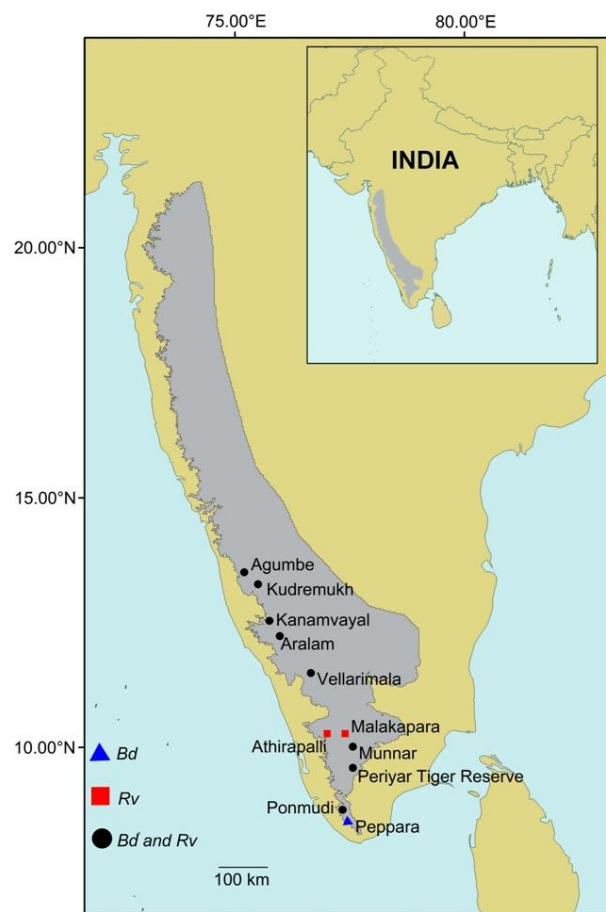 75.00°E
80.00°E
INDIA
20.00°N
15.00°N
Agumbe
Kudremukh
Kanamvayal
Aralam
Vellarimala
Malakapara
Athirapalli
10.00°N
Munnar
Bd
Periyar Tiger Reserve
Rv
Ponmudi
Peppara
Bd and Rv
100 km